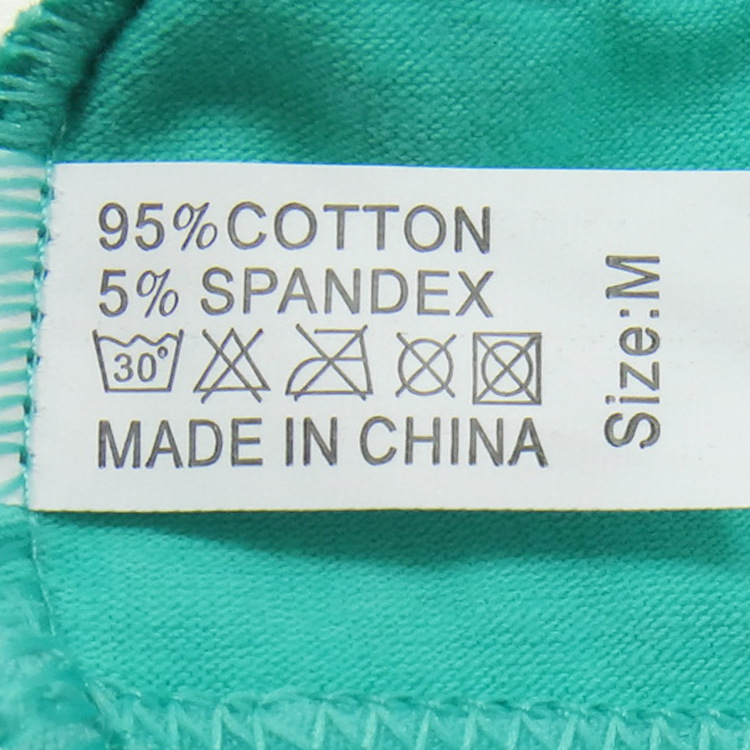 95%COTTON
5% SPANDEX
30°
MADE IN CHINA
Size:M